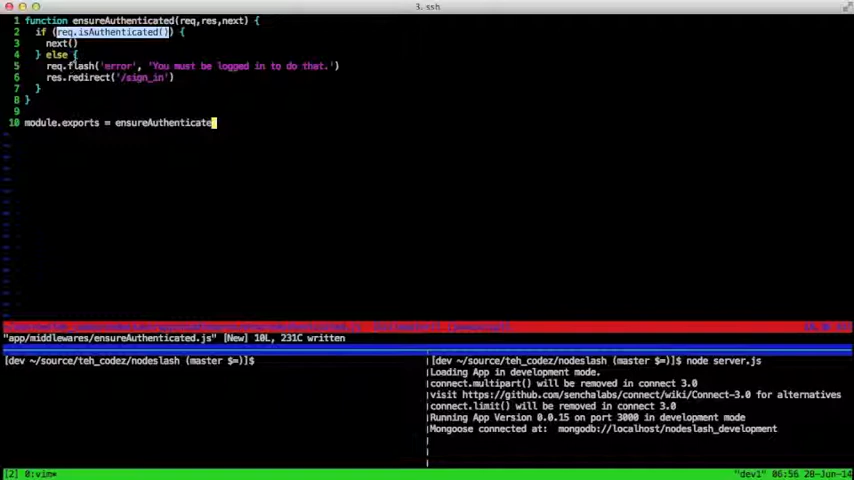 3. ssh
1 function ensureAuthenticated(req,res,next) {
2 if (req.isAuthenticated()) {
3 next()
4 } else {
5 req.flash('error', 'You must be logged in to do that.')
6 res.redirect('/sign_in')
7 }
8 }
9
10 module.exports = ensureAuthenticate
"app/middlewares/ensureAuthenticated.js" [New] 10L, 231C written
[dev ~/source/teh_codez/nodeslash (master $=)]$
[dev ~/source/teh_codez/nodeslash (master $=)]$ node server.js
Loading App in development mode.
connect.multipart() will be removed in connect 3.0
visit https://github.com/senchalabs/connect/wiki/Connect-3.0 for alternatives
connect.limit() will be removed in connect 3.0
Running App Version 0.0.15 on port 3000 in development mode
Mongoose connected at: mongodb://localhost/nodeslash_development
[2] 0:vim* "dev1" 06:56 28-Jun-14